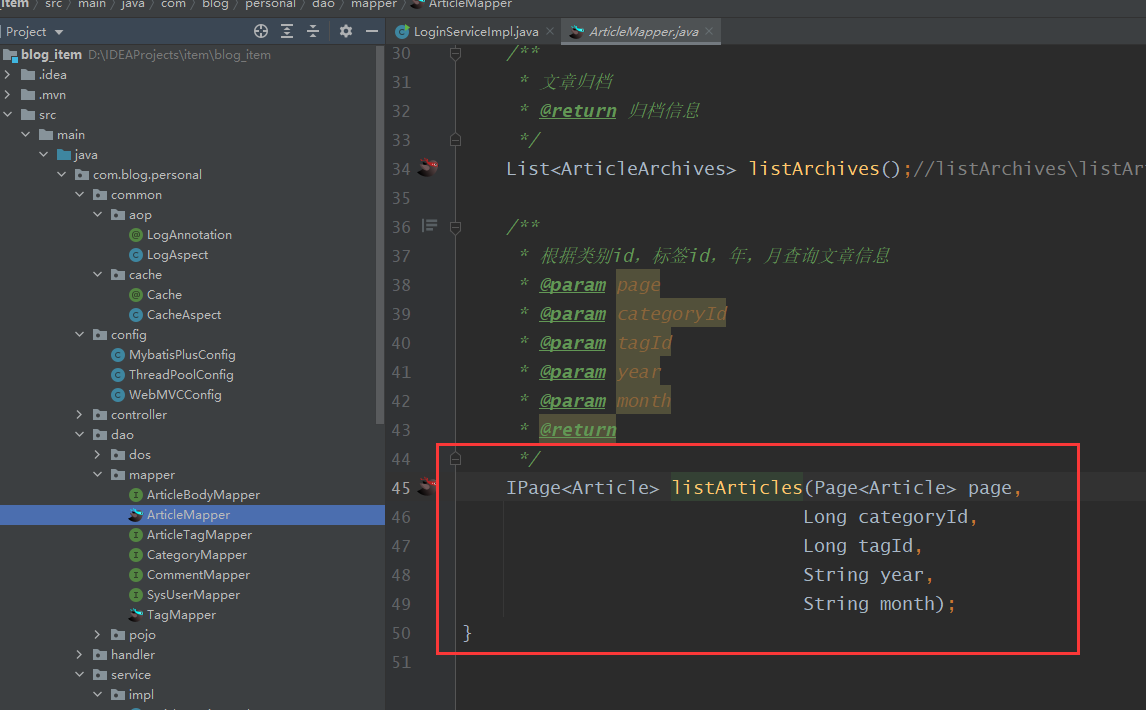 item › src › main › java › com › blog › personal › dao › mapper › ArticleMapper
Project
LoginServiceImpl.java ×
ArticleMapper.java ×
blog_item D:\IDEAProjects\item\blog_item
.idea
.mvn
src
main
java
com.blog.personal
common
aop
LogAnnotation
LogAspect
cache
Cache
CacheAspect
config
MybatisPlusConfig
ThreadPoolConfig
WebMVCConfig
controller
dao
dos
mapper
ArticleBodyMapper
ArticleMapper
ArticleTagMapper
CategoryMapper
CommentMapper
SysUserMapper
TagMapper
pojo
handler
service
impl
30 /**
31 * 文章归档
32 * @return 归档信息
33 */
34 List<ArticleArchives> listArchives();//listArchives\listAr
35
36 /**
37 * 根据类别id，标签id，年，月查询文章信息
38 * @param page
39 * @param categoryId
40 * @param tagId
41 * @param year
42 * @param month
43 * @return
44 */
45 IPage<Article> listArticles(Page<Article> page,
46 Long categoryId,
47 Long tagId,
48 String year,
49 String month);
50 }
51